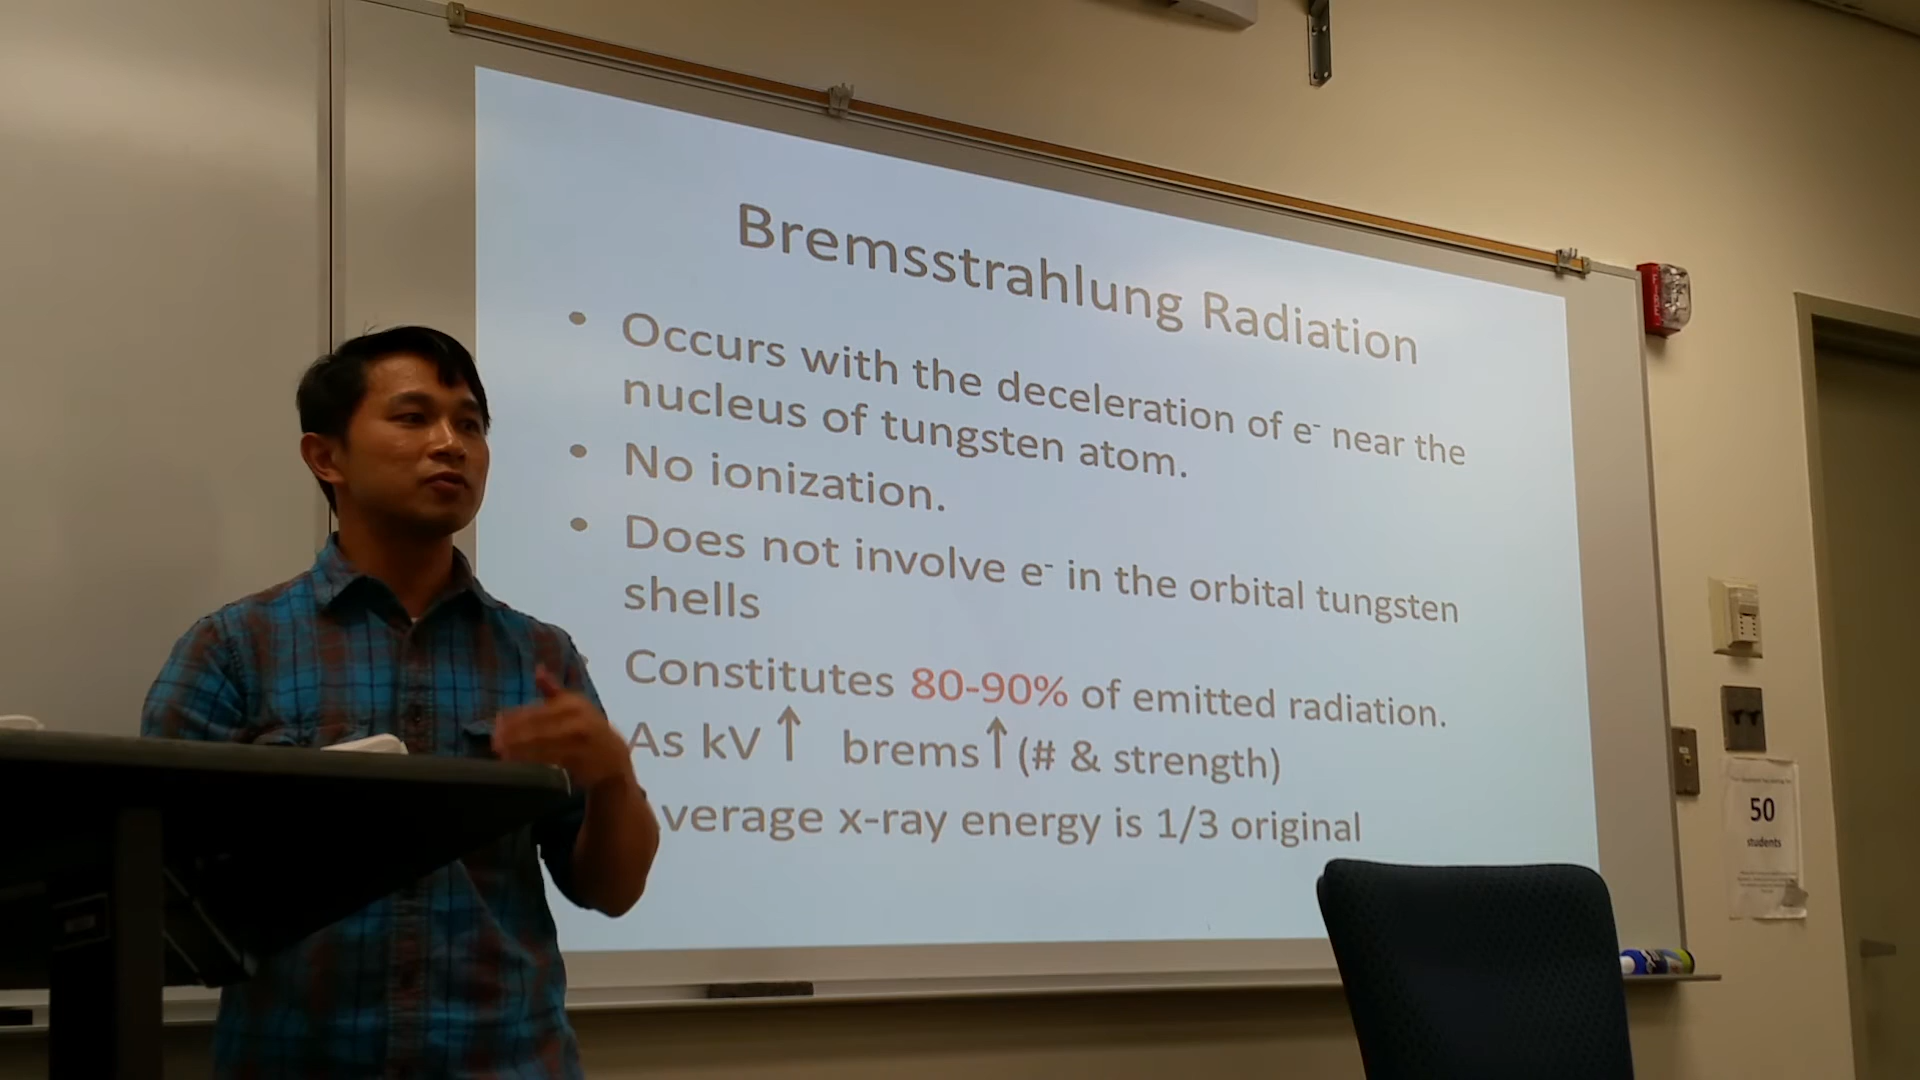 Bremsstrahlung Radiation
• Occurs with the deceleration of e⁻ near the
nucleus of tungsten atom.
• No ionization.
• Does not involve e⁻ in the orbital tungsten
shells
Constitutes 80-90% of emitted radiation.
As kV ↑ brems ↑ (# & strength)
verage x-ray energy is 1/3 original
50
students